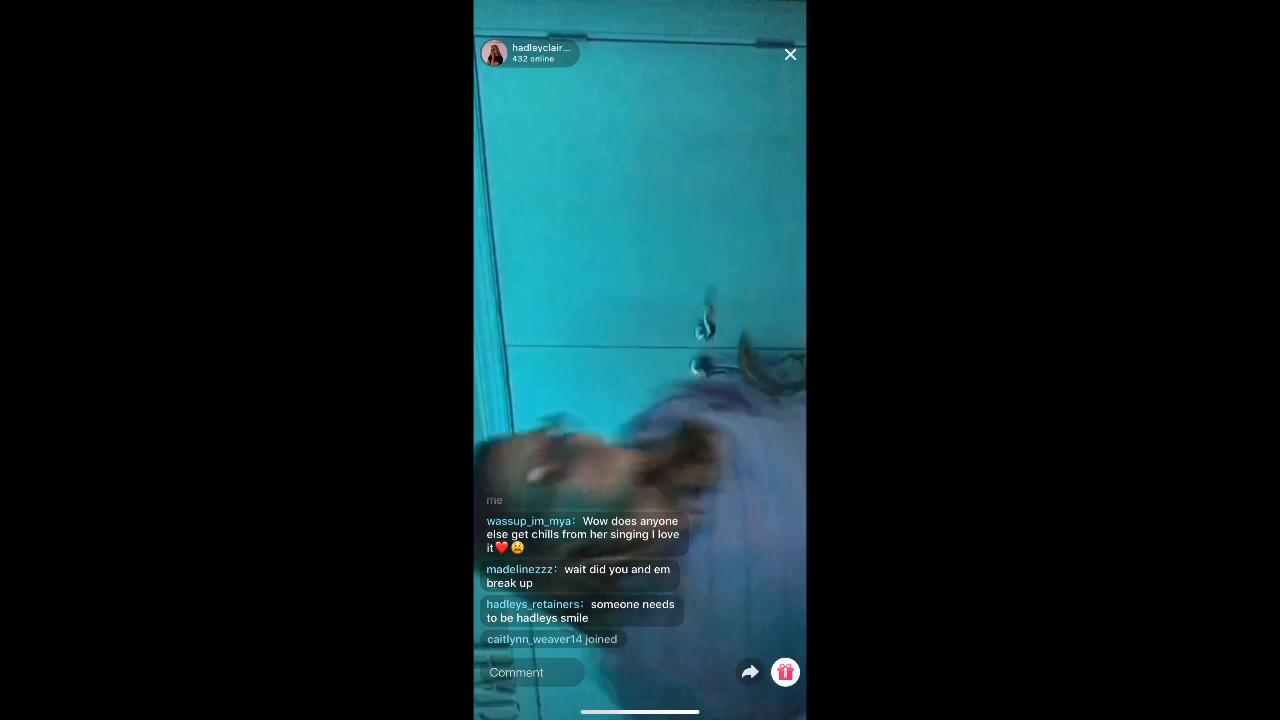 hadleyclair...
432 online
me
wassup_im_mya: Wow does anyone
else get chills from her singing I love
it❤️😩
madelinezzz: wait did you and em
break up
hadleys_retainers: someone needs
to be hadleys smile
caitlynn_weaver14 joined
Comment